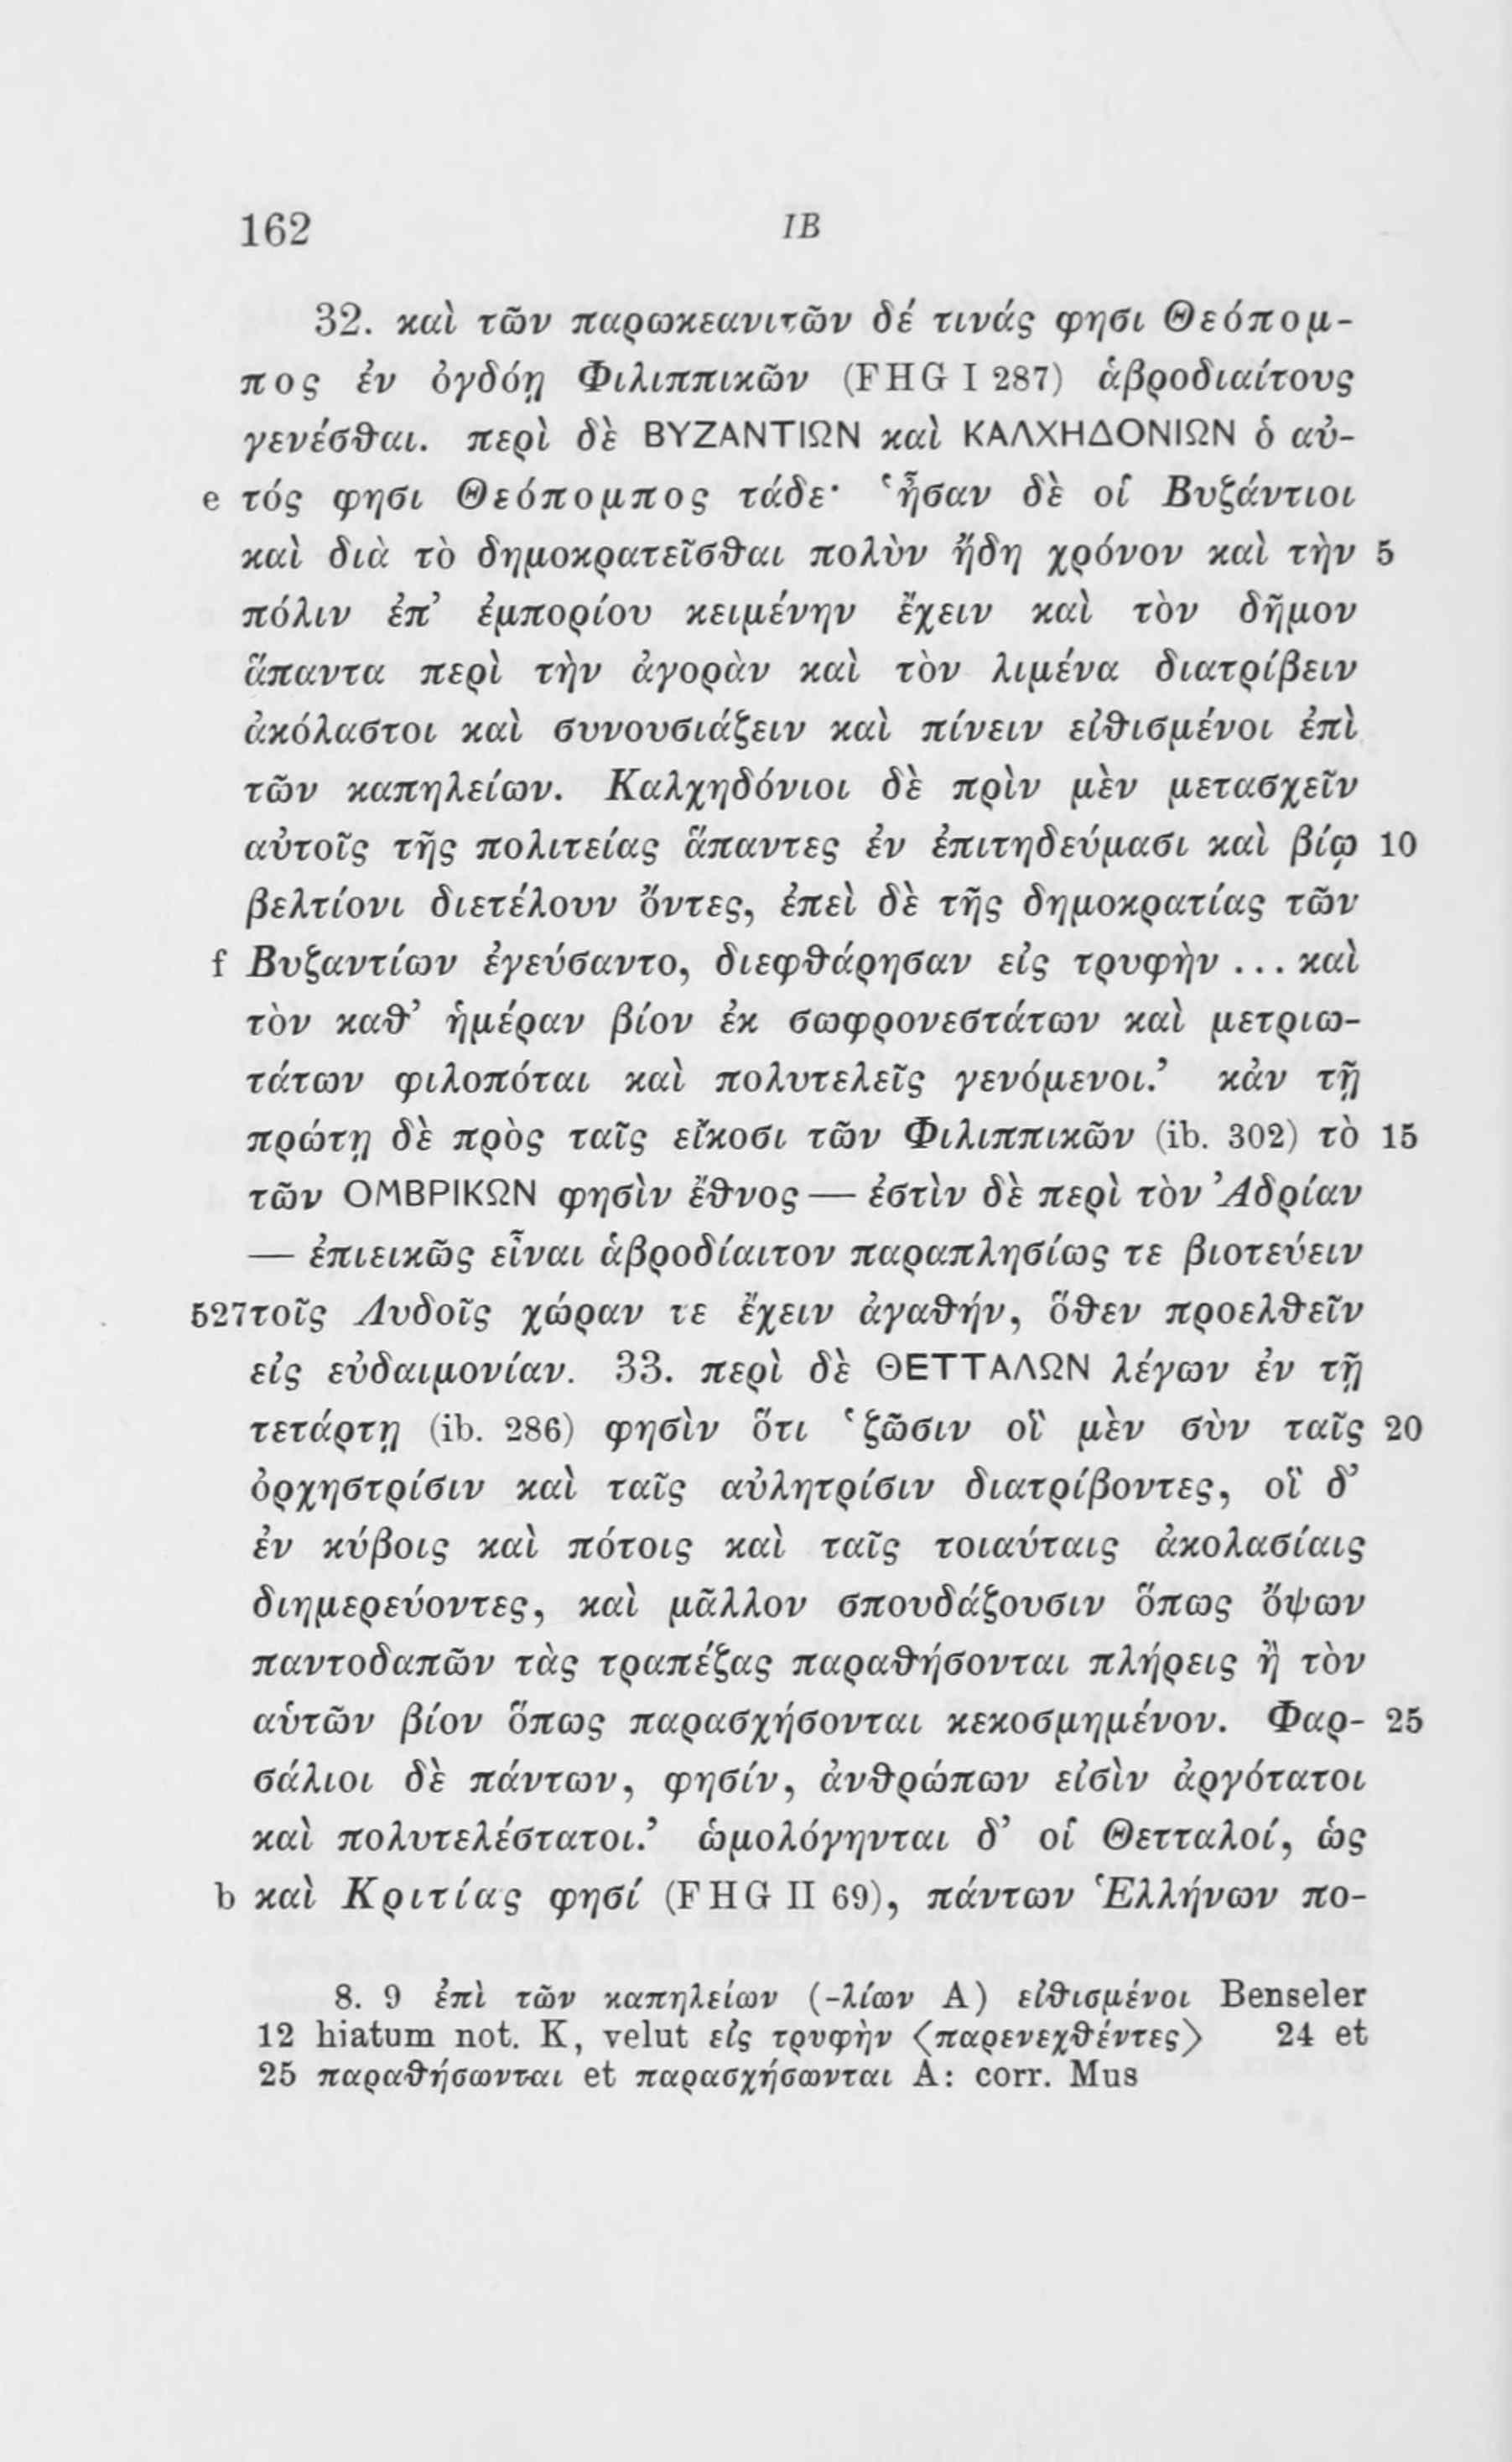 162 IB
32. καὶ τῶν παρωκεανιτῶν δέ τινάς φησι Θεόπομ-
πος ἐν ὀγδόῃ Φιλιππικῶν (FHG I 287) ἁβροδιαίτους
γενέσθαι. περὶ δὲ ΒΥΖΑΝΤΙΩΝ καὶ ΚΑΛΧΗΔΟΝΙΩΝ ὁ αὐ-
e τός φησι Θεόπομπος τάδε· ‘ἦσαν δὲ οἱ Βυζάντιοι
καὶ διὰ τὸ δημοκρατεῖσθαι πολὺν ἤδη χρόνον καὶ τὴν 5
πόλιν ἐπ’ ἐμπορίου κειμένην ἔχειν καὶ τὸν δῆμον
ἅπαντα περὶ τὴν ἀγορὰν καὶ τὸν λιμένα διατρίβειν
ἀκόλαστοι καὶ συνουσιάζειν καὶ πίνειν εἰθισμένοι ἐπὶ
τῶν καπηλείων. Καλχηδόνιοι δὲ πρὶν μὲν μετασχεῖν
αὐτοῖς τῆς πολιτείας ἅπαντες ἐν ἐπιτηδεύμασι καὶ βίῳ 10
βελτίονι διετέλουν ὄντες, ἐπεὶ δὲ τῆς δημοκρατίας τῶν
f Βυζαντίων ἐγεύσαντο, διεφθάρησαν εἰς τρυφὴν ... καὶ
τὸν καθ’ ἡμέραν βίον ἐκ σωφρονεστάτων καὶ μετριω-
τάτων φιλοπόται καὶ πολυτελεῖς γενόμενοι.’ κἀν τῇ
πρώτῃ δὲ πρὸς ταῖς εἴκοσι τῶν Φιλιππικῶν (ib. 302) τὸ 15
τῶν ΟΜΒΡΙΚΩΝ φησὶν ἔθνος — ἐστὶν δὲ περὶ τὸν Ἀδρίαν
— ἐπιεικῶς εἶναι ἁβροδίαιτον παραπλησίως τε βιοτεύειν
527 τοῖς Λυδοῖς χώραν τε ἔχειν ἀγαθήν, ὅθεν προελθεῖν
εἰς εὐδαιμονίαν. 33. περὶ δὲ ΘΕΤΤΑΛΩΝ λέγων ἐν τῇ
τετάρτῃ (ib. 286) φησὶν ὅτι ‘ζῶσιν οἳ μὲν σὺν ταῖς 20
ὀρχηστρίσιν καὶ ταῖς αὐλητρίσιν διατρίβοντες, οἳ δ’
ἐν κύβοις καὶ πότοις καὶ ταῖς τοιαύταις ἀκολασίαις
διημερεύοντες, καὶ μᾶλλον σπουδάζουσιν ὅπως ὄψων
παντοδαπῶν τὰς τραπέζας παραθήσονται πλήρεις ἢ τὸν
αὑτῶν βίον ὅπως παρασχήσονται κεκοσμημένον. Φαρ- 25
σάλιοι δὲ πάντων, φησίν, ἀνθρώπων εἰσὶν ἀργότατοι
καὶ πολυτελέστατοι.’ ὡμολόγηνται δ’ οἱ Θετταλοί, ὡς
b καὶ Κριτίας φησί (FHG II 69), πάντων Ἑλλήνων πο-
8. 9 ἐπὶ τῶν καπηλείων (-λίων A) εἰθισμένοι Benseler
12 hiatum not. K, velut εἰς τρυφὴν ⟨παρενεχθέντες⟩ 24 et
25 παραθήσωνται et παρασχήσωνται A: corr. Mus